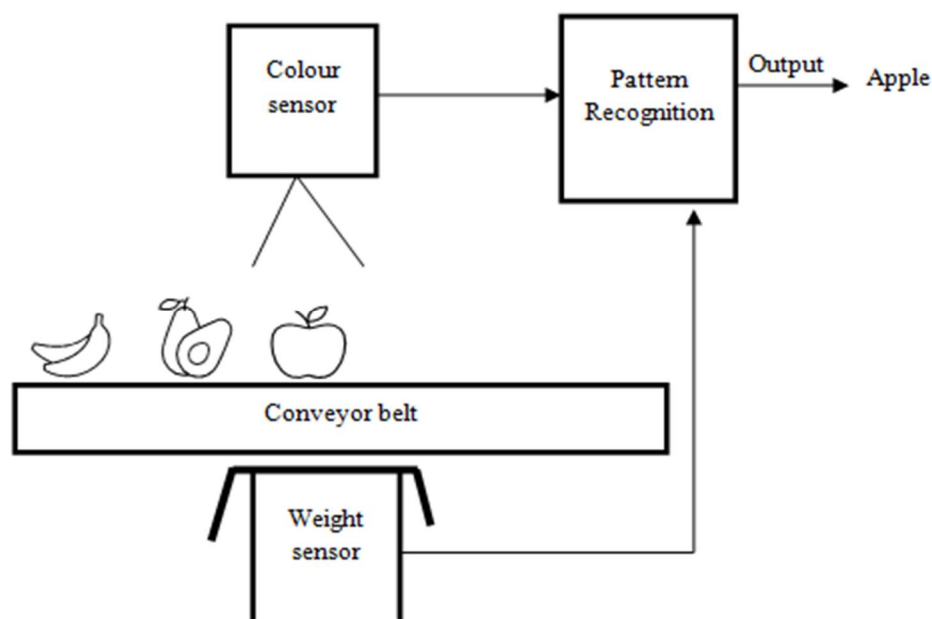 Colour
sensor
Pattern
Recognition
Output
Apple
Conveyor belt
Weight
sensor